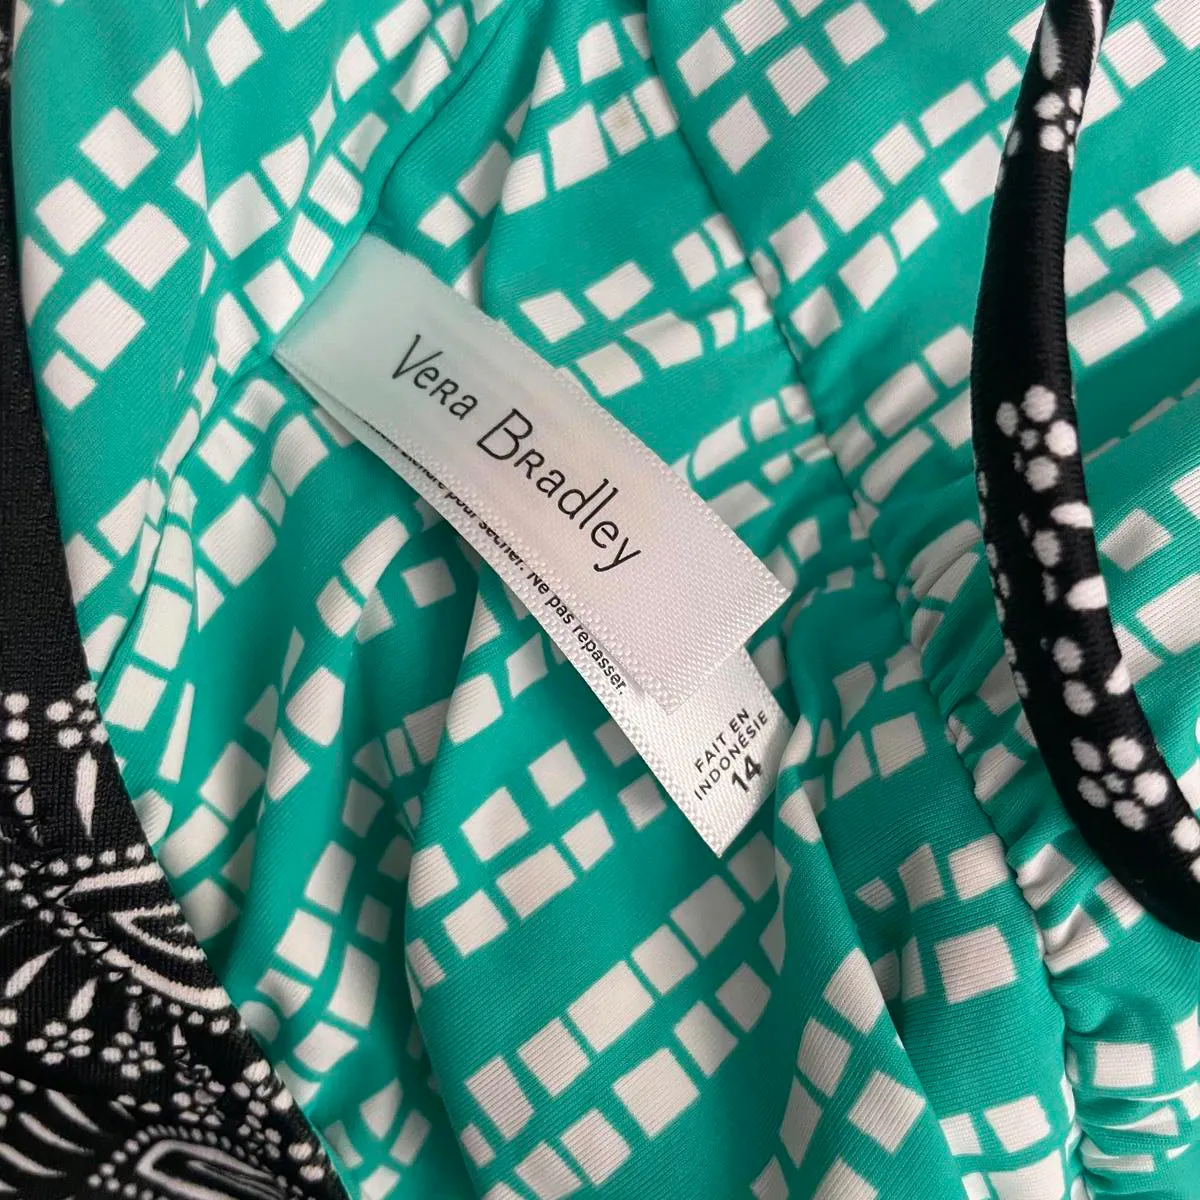 Vera Bradley
pour sécher. Ne pas repasser.
FAIT EN
INDONÉSIE
14